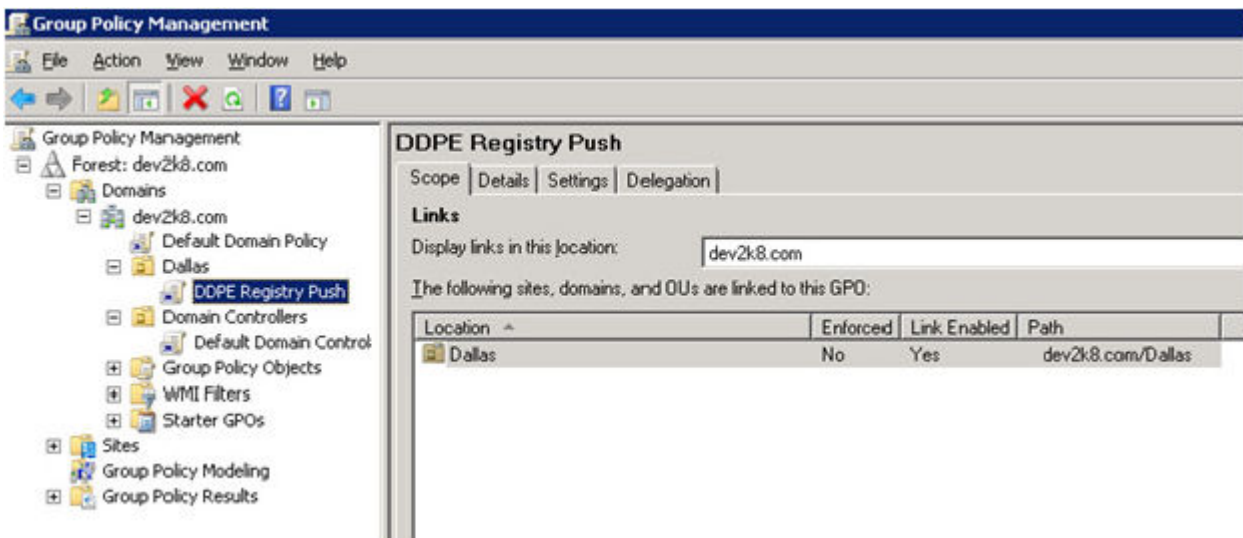 Group Policy Management
File Action View Window Help
Group Policy Management
Forest: dev2k8.com
Domains
dev2k8.com
Default Domain Policy
Dallas
DDPE Registry Push
Domain Controllers
Default Domain Control
Group Policy Objects
WMI Filters
Starter GPOs
Sites
Group Policy Modeling
Group Policy Results
DDPE Registry Push
Scope Details Settings Delegation
Links
Display links in this location: dev2k8.com
The following sites, domains, and OUs are linked to this GPO:
Location Enforced Link Enabled Path
Dallas No Yes dev2k8.com/Dallas